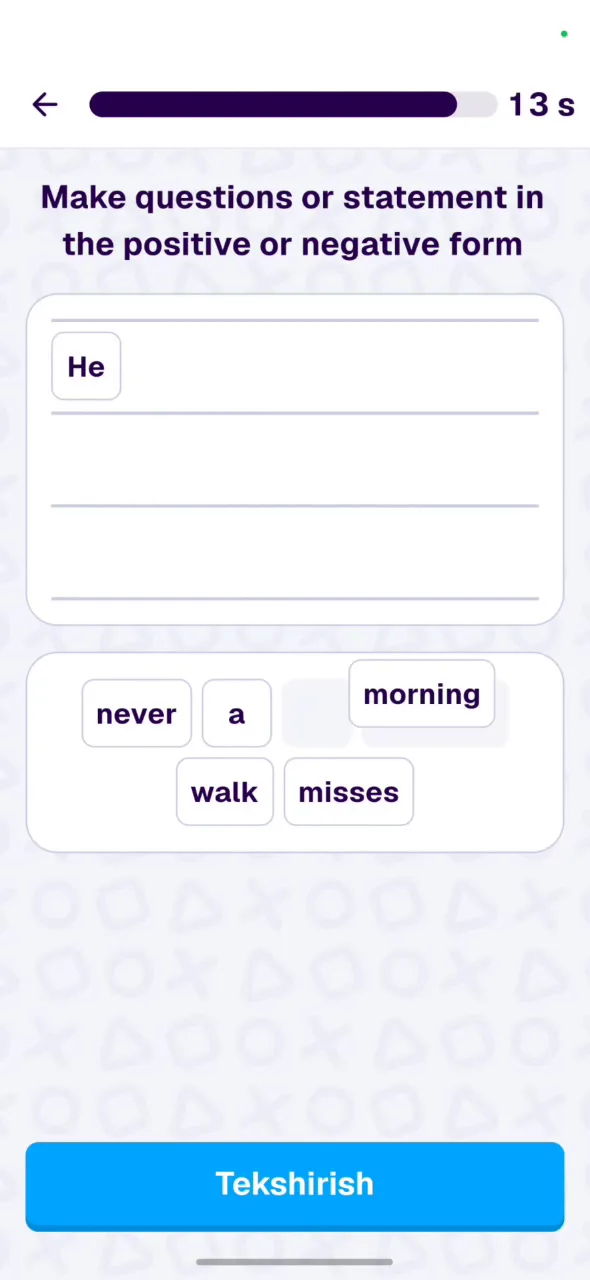 13 s
Make questions or statement in
the positive or negative form
He
never a morning
walk misses
Tekshirish